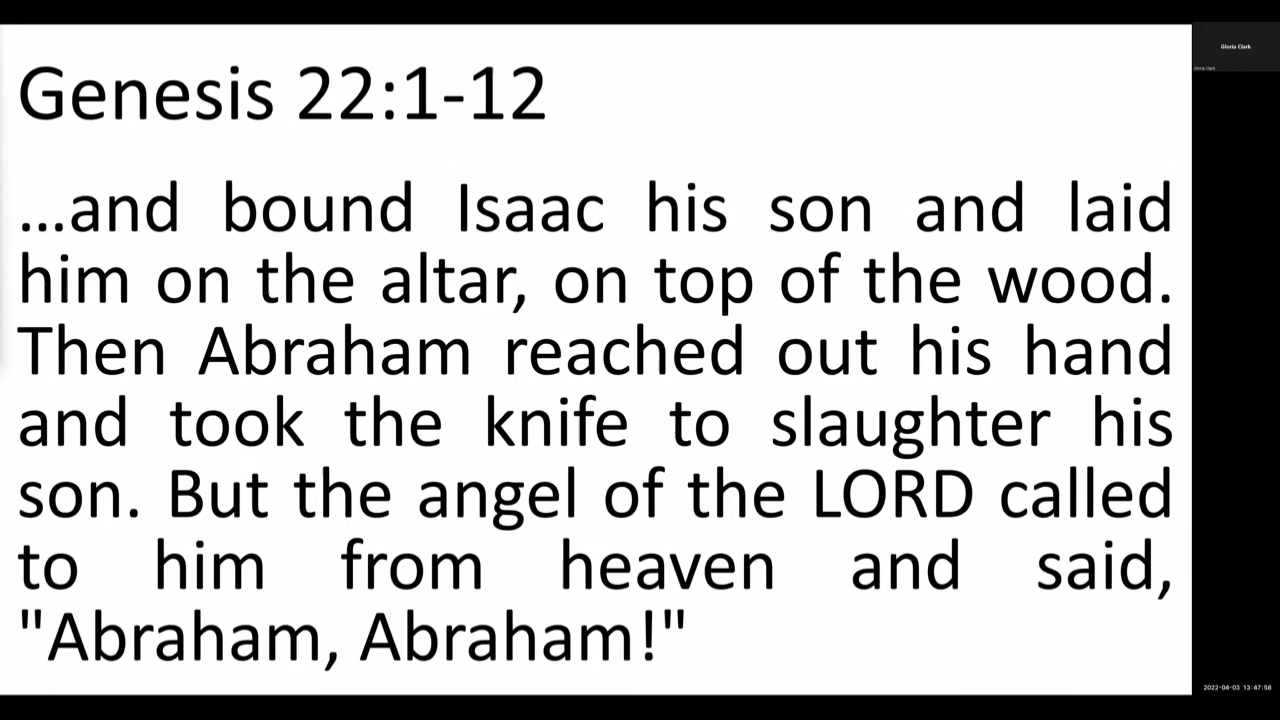 Genesis 22:1-12
...and bound Isaac his son and laid
him on the altar, on top of the wood.
Then Abraham reached out his hand
and took the knife to slaughter his
son. But the angel of the LORD called
to him from heaven and said,
"Abraham, Abraham!"
Gloria Clark
Gloria Clark
2022-04-03 13:47:58